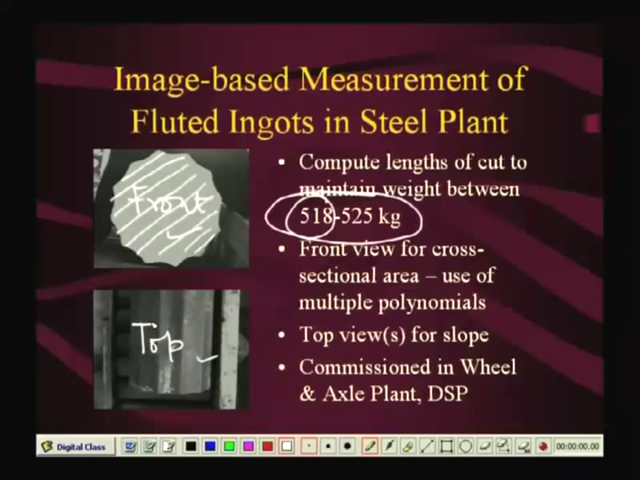 Image-based Measurement of
Fluted Ingots in Steel Plant
Front
Top
• Compute lengths of cut to
maintain weight between
518-525 kg
• Front view for cross-
sectional area – use of
multiple polynomials
• Top view(s) for slope
• Commissioned in Wheel
& Axle Plant, DSP
Digital Class
00:00:00.00